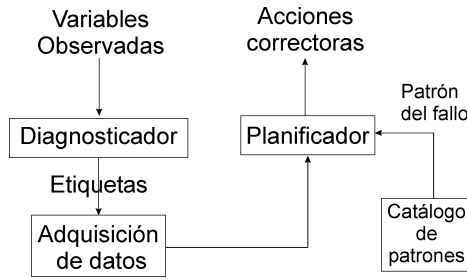 Variables
Observadas
Acciones
correctoras
Patrón
del fallo
Diagnosticador
Planificador
Etiquetas
Catálogo
de
patrones
Adquisición
de datos